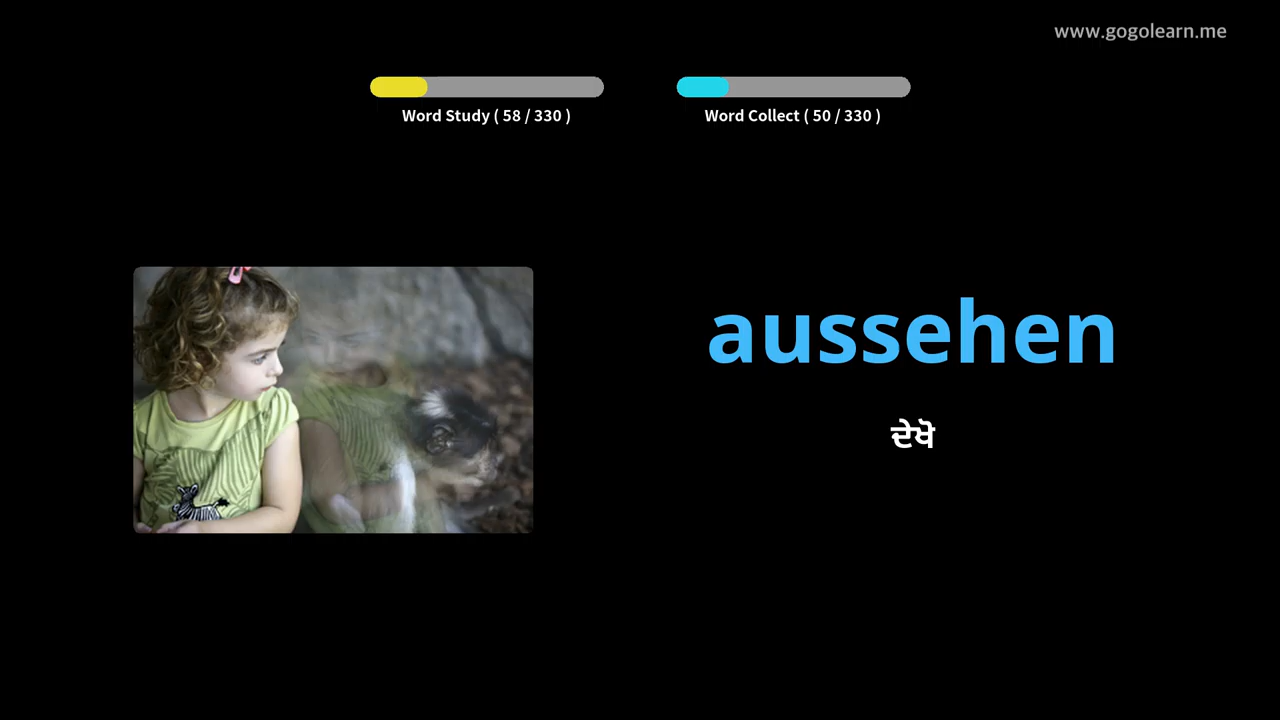 www.gogolearn.me
Word Study ( 58 / 330 )
Word Collect ( 50 / 330 )
aussehen
ਦੇਖੋ